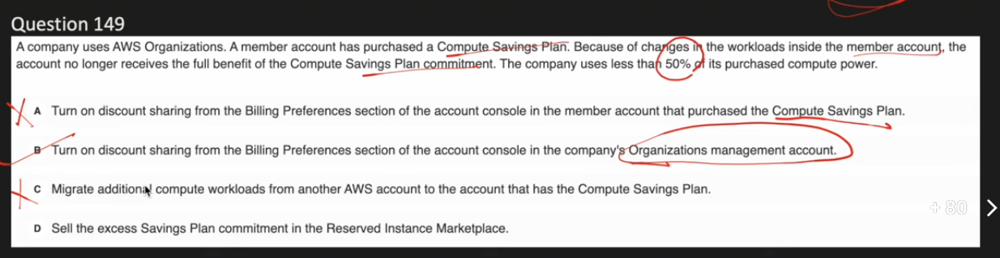 Question 149
A company uses AWS Organizations. A member account has purchased a Compute Savings Plan. Because of changes in the workloads inside the member account, the
account no longer receives the full benefit of the Compute Savings Plan commitment. The company uses less than 50% of its purchased compute power.
A Turn on discount sharing from the Billing Preferences section of the account console in the member account that purchased the Compute Savings Plan.
B Turn on discount sharing from the Billing Preferences section of the account console in the company's Organizations management account.
C Migrate additional compute workloads from another AWS account to the account that has the Compute Savings Plan.
+ 80
D Sell the excess Savings Plan commitment in the Reserved Instance Marketplace.